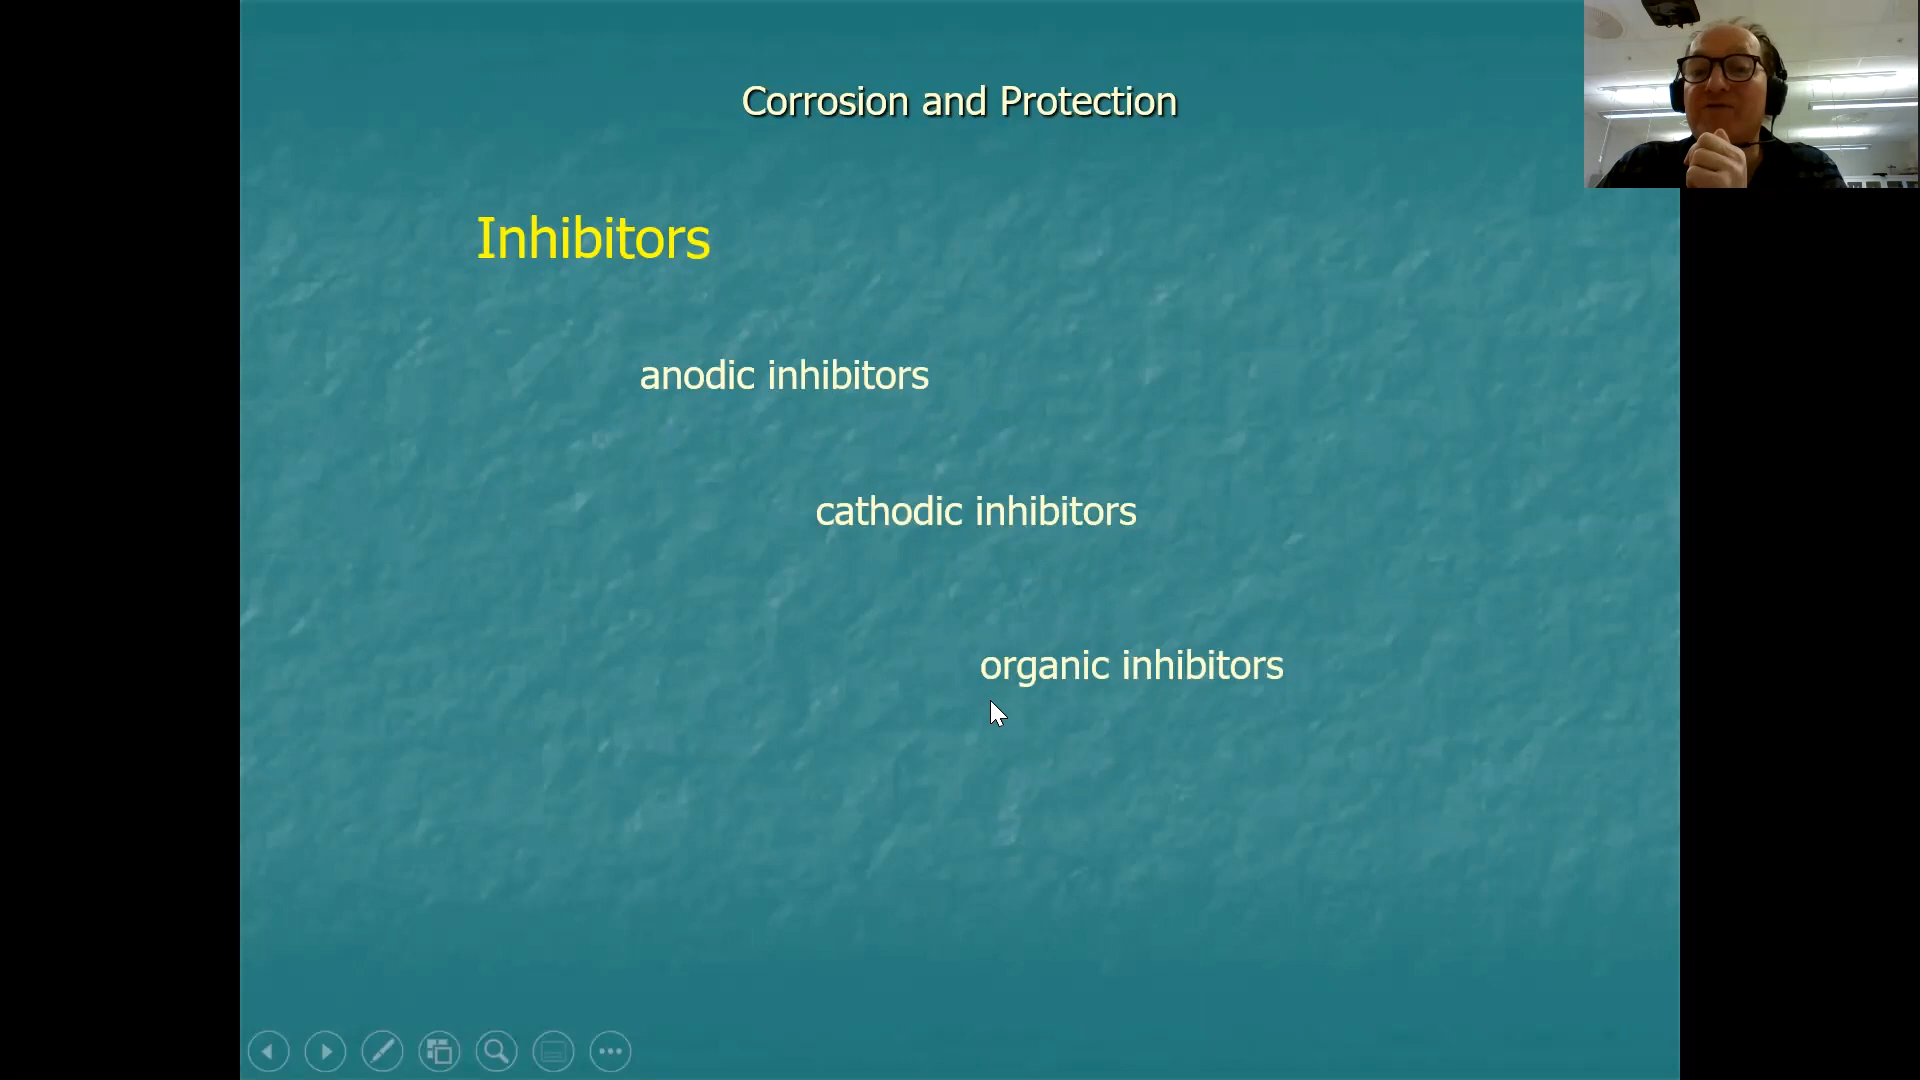 Corrosion and Protection
Inhibitors
anodic inhibitors
cathodic inhibitors
organic inhibitors